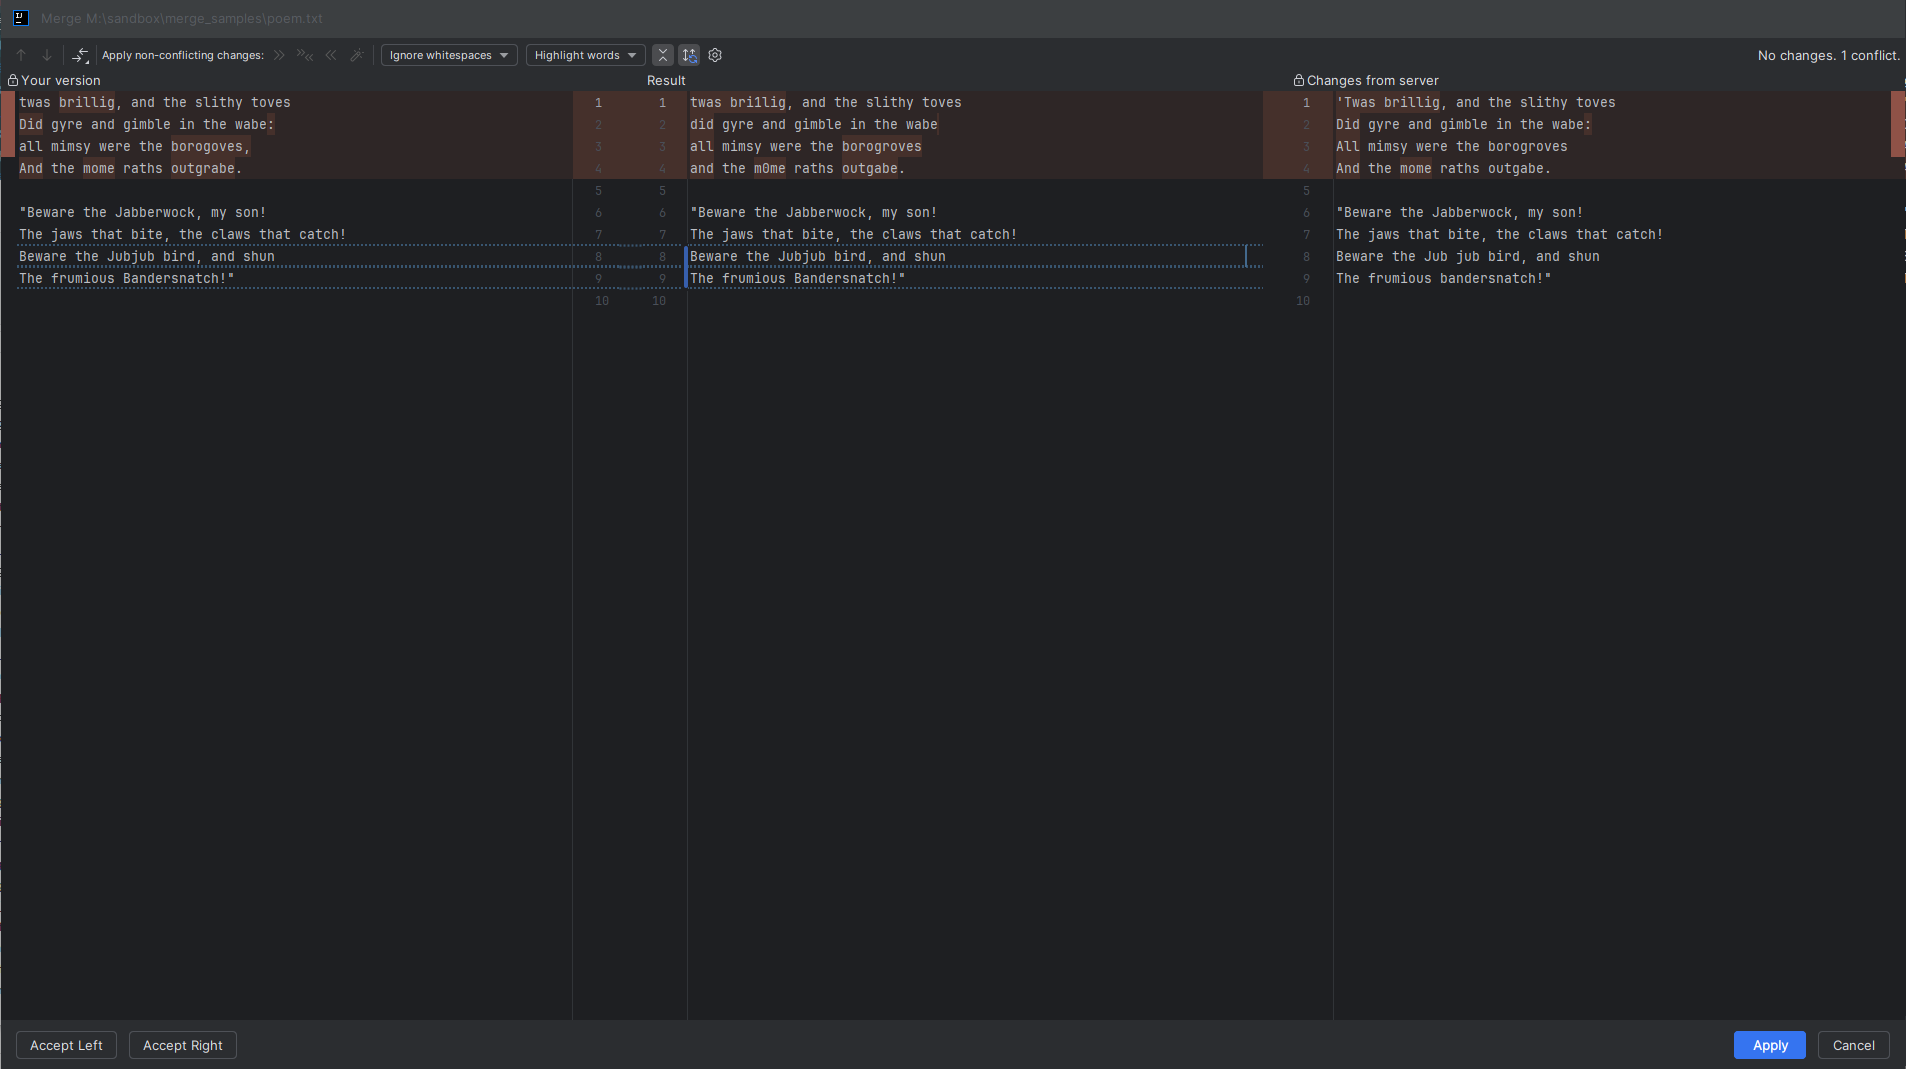 Merge M:\sandbox\merge_samples\poem.txt
Apply non-conflicting changes: Ignore whitespaces Highlight words No changes. 1 conflict.
Your version Result Changes from server
twas brillig, and the slithy toves
Did gyre and gimble in the wabe:
all mimsy were the borogoves,
And the mome raths outgrabe.
"Beware the Jabberwock, my son!
The jaws that bite, the claws that catch!
Beware the Jubjub bird, and shun
The frumious Bandersnatch!"
1 1
2 2
3 3
4 4
5 5
6 6
7 7
8 8
9 9
10 10
twas bri1lig, and the slithy toves
did gyre and gimble in the wabe
all mimsy were the borogroves
and the m0me raths outgabe.
"Beware the Jabberwock, my son!
The jaws that bite, the claws that catch!
Beware the Jubjub bird, and shun
The frumious Bandersnatch!"
1
2
3
4
5
6
7
8
9
10
'Twas brillig, and the slithy toves
Did gyre and gimble in the wabe:
All mimsy were the borogroves
And the mome raths outgabe.
"Beware the Jabberwock, my son!
The jaws that bite, the claws that catch!
Beware the Jub jub bird, and shun
The frumious bandersnatch!"
Accept Left Accept Right Apply Cancel